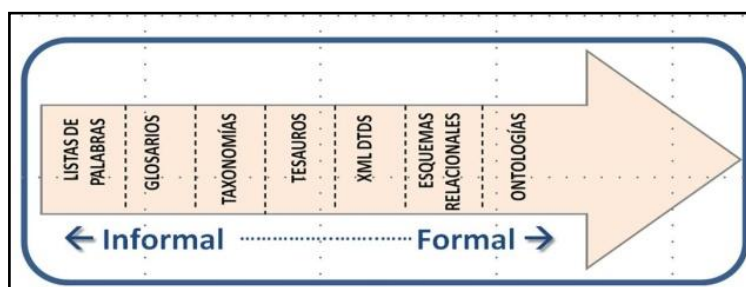 LISTAS DE
PALABRAS
GLOSARIOS
TAXONOMÍAS
TESAUROS
XML DTDS
ESQUEMAS
RELACIONALES
ONTOLOGÍAS
← Informal ........................ Formal →